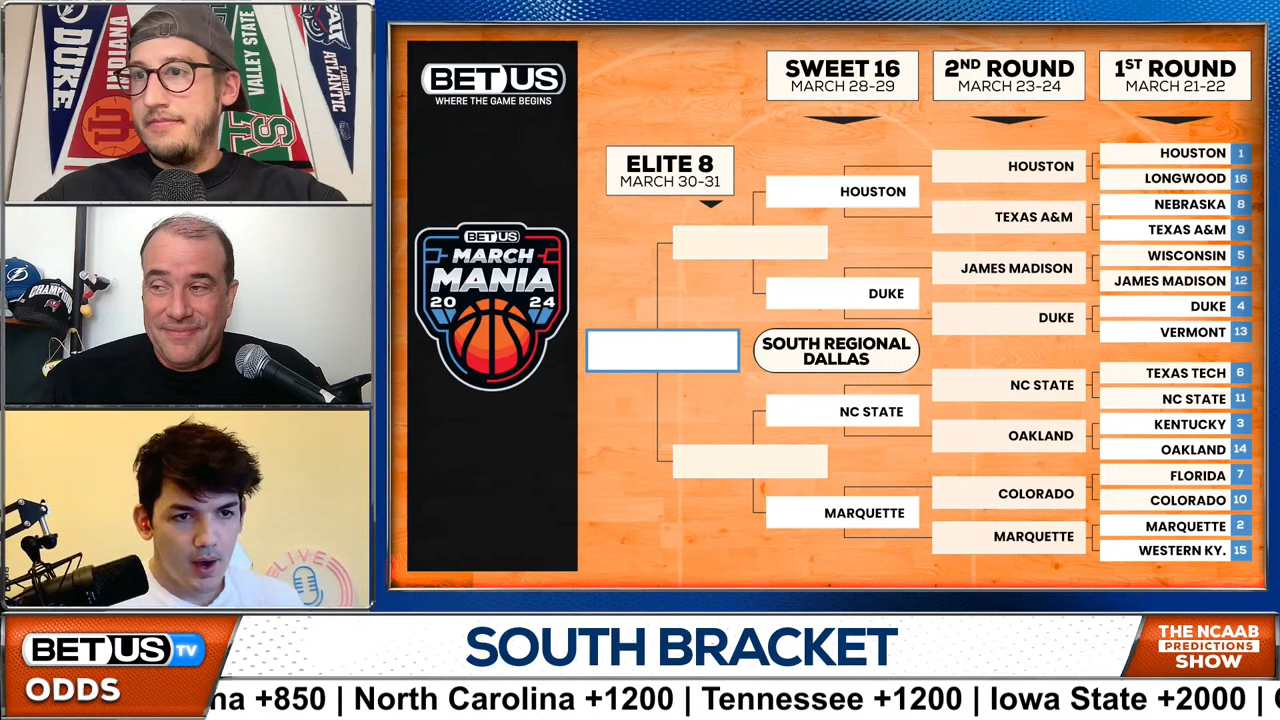 DUKE
INDIANA
VALLEY STATE
FAU
FLORIDA
ATLANTIC
CHAMPIONS
LIVE
BETUS
WHERE THE GAME BEGINS
BETUS
MARCH
MANIA
20 24
SWEET 16
MARCH 28-29
2ND ROUND
MARCH 23-24
1ST ROUND
MARCH 21-22
ELITE 8
MARCH 30-31
HOUSTON
DUKE
NC STATE
MARQUETTE
HOUSTON
TEXAS A&M
JAMES MADISON
DUKE
NC STATE
OAKLAND
COLORADO
MARQUETTE
HOUSTON 1
LONGWOOD 16
NEBRASKA 8
TEXAS A&M 9
WISCONSIN 5
JAMES MADISON 12
DUKE 4
VERMONT 13
TEXAS TECH 6
NC STATE 11
KENTUCKY 3
OAKLAND 14
FLORIDA 7
COLORADO 10
MARQUETTE 2
WESTERN KY. 15
SOUTH REGIONAL
DALLAS
BETUS TV
ODDS
SOUTH BRACKET
THE NCAAB
PREDICTIONS
SHOW
na +850 | North Carolina +1200 | Tennessee +1200 | Iowa State +2000 |